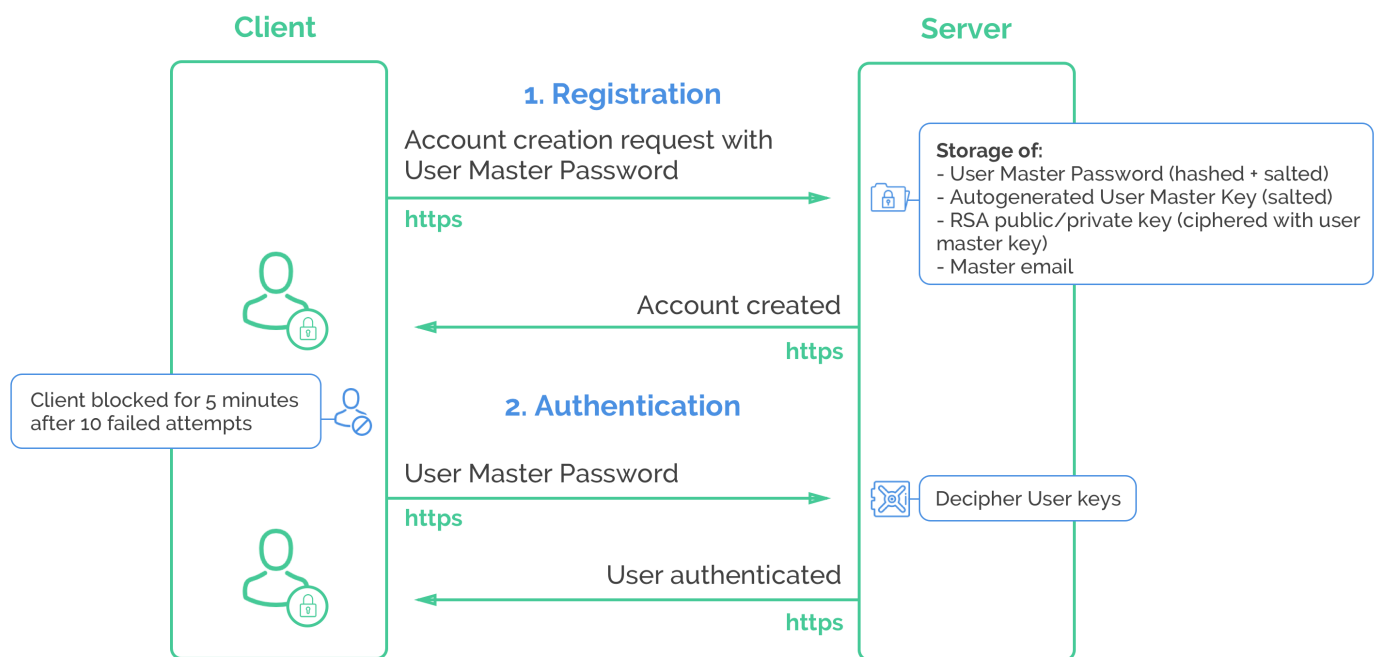 Client
Server
1. Registration
Account creation request with
User Master Password
https
Storage of:
- User Master Password (hashed + salted)
- Autogenerated User Master Key (salted)
- RSA public/private key (ciphered with user
master key)
- Master email
Account created
https
Client blocked for 5 minutes
after 10 failed attempts
2. Authentication
User Master Password
https
Decipher User keys
User authenticated
https